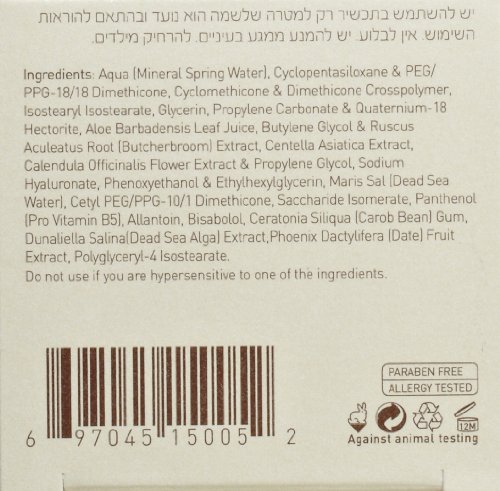 יש להשתמש בתכשיר רק למטרה שלשמה הוא נועד ובהתאם להוראות
השימוש. אין לבלוע. יש להמנע ממגע בעיניים. להרחיק מילדים.
Ingredients: Aqua (Mineral Spring Water), Cyclopentasiloxane & PEG/
PPG-18/18 Dimethicone, Cyclomethicone & Dimethicone Crosspolymer,
Isostearyl Isostearate, Glycerin, Propylene Carbonate & Quaternium-18
Hectorite, Aloe Barbadensis Leaf Juice, Butylene Glycol & Ruscus
Aculeatus Root (Butcherbroom) Extract, Centella Asiatica Extract,
Calendula Officinalis Flower Extract & Propylene Glycol, Sodium
Hyaluronate, Phenoxyethanol & Ethylhexylglycerin, Maris Sal (Dead Sea
Water), Cetyl PEG/PPG-10/1 Dimethicone, Saccharide Isomerate, Panthenol
(Pro Vitamin B5), Allantoin, Bisabolol, Ceratonia Siliqua (Carob Bean) Gum,
Dunaliella Salina(Dead Sea Alga) Extract,Phoenix Dactylifera (Date) Fruit
Extract, Polyglyceryl-4 Isostearate.
Do not use if you are hypersensitive to one of the ingredients.
PARABEN FREE
ALLERGY TESTED
12M
Against animal testing
6 97045 15005 2